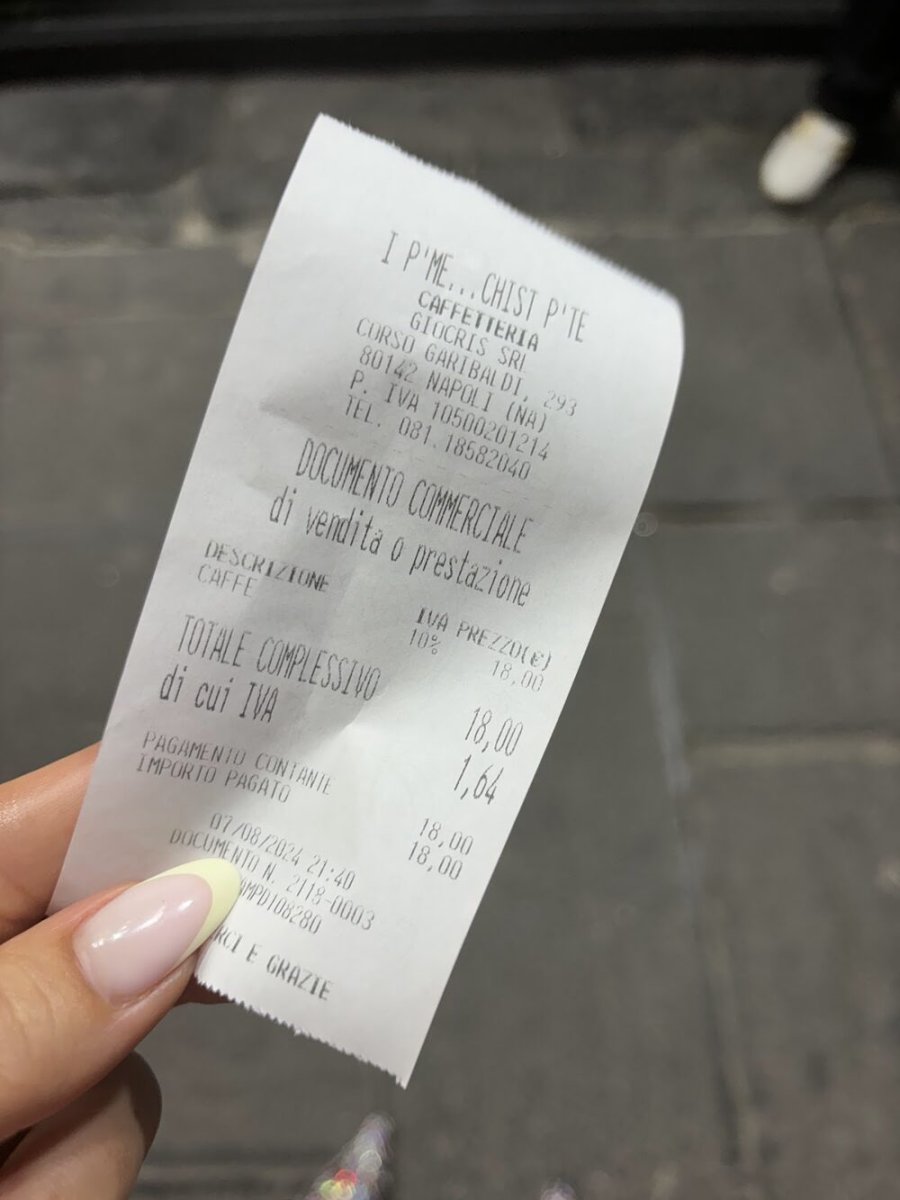 I P'ME...CHIST P'TE
CAFFETTERIA
GIOCRIS SRL
CORSO GARIBALDI, 293
80142 NAPOLI (NA)
P. IVA 10500201214
TEL. 081.18582040
DOCUMENTO COMMERCIALE
di vendita o prestazione
DESCRIZIONE IVA PREZZO(€)
CAFFE 10% 18,00
TOTALE COMPLESSIVO 18,00
di cui IVA 1,64
PAGAMENTO CONTANTE 18,00
IMPORTO PAGATO 18,00
07/08/2024 21:40
DOCUMENTO N. 2118-0003
E GRAZIE